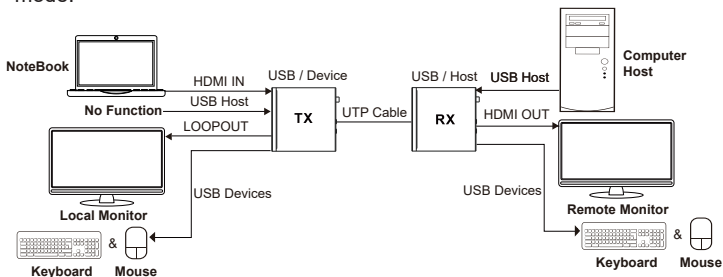 NoteBook
HDMI IN
USB / Device
USB / Host
USB Host
Computer
Host
No Function
USB Host
TX
UTP Cable
RX
HDMI OUT
LOOPOUT
USB Devices
USB Devices
Local Monitor
Remote Monitor
&
&
Keyboard Mouse
Keyboard Mouse